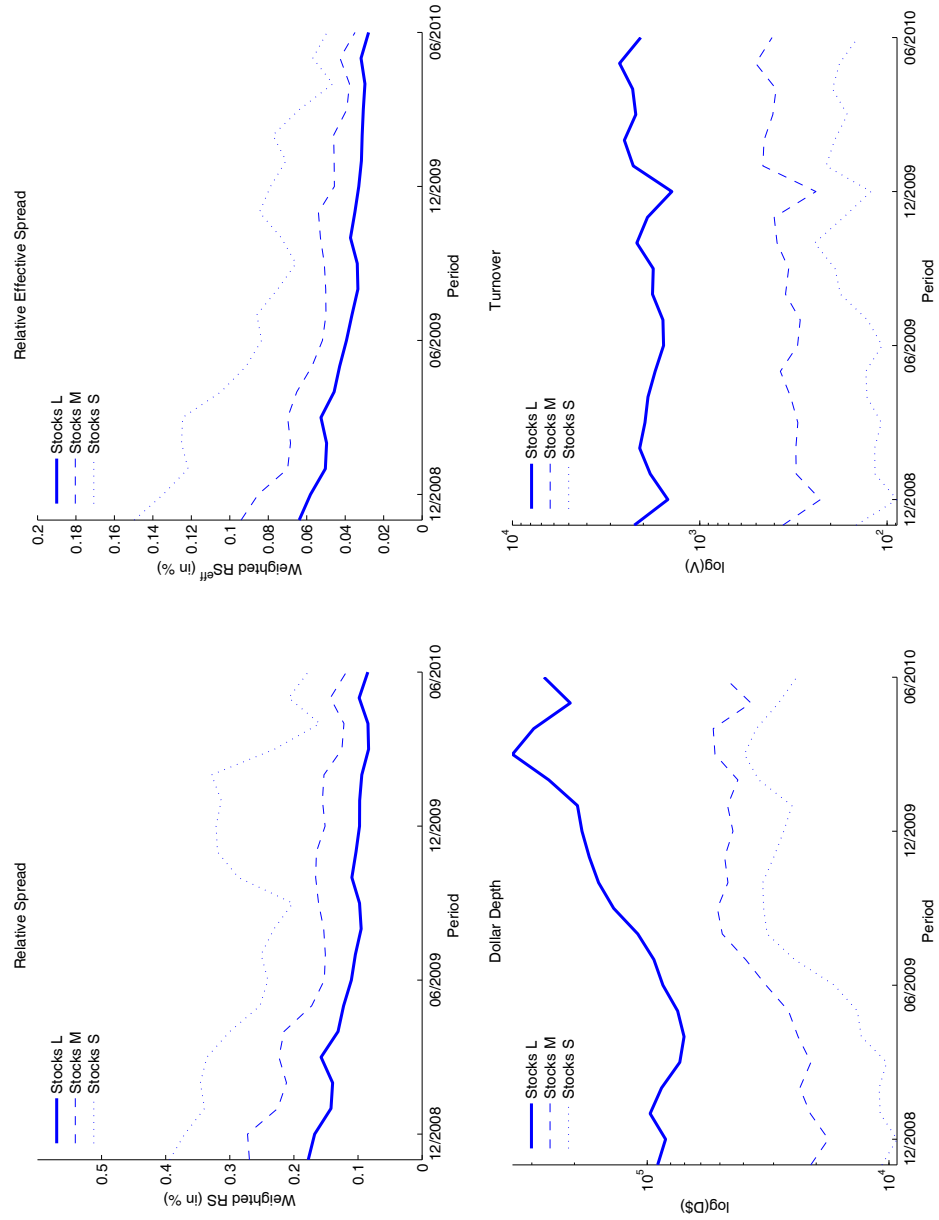 Relative Spread
Weighted RS (in %)
0.5
0.3
0.2
0.1
0
12/2008
06/2009
12/2009
06/2010
Period
Stocks L
Stocks M
Stocks S
Relative Effective Spread
Weighted RSeff (in %)
0.2
0.18
0.16
0.14
0.12
0.1
0.08
0.06
0.04
0
12/2008
06/2009
12/2009
06/2010
Period
Stocks L
Stocks M
Stocks S
Dollar Depth
log(D$)
10^5
10^4
12/2008
06/2009
12/2009
06/2010
Period
Stocks L
Stocks M
Stocks S
Turnover
log(V)
10^4
10^3
10^2
12/2008
06/2009
12/2009
06/2010
Period
Stocks L
Stocks M
Stocks S